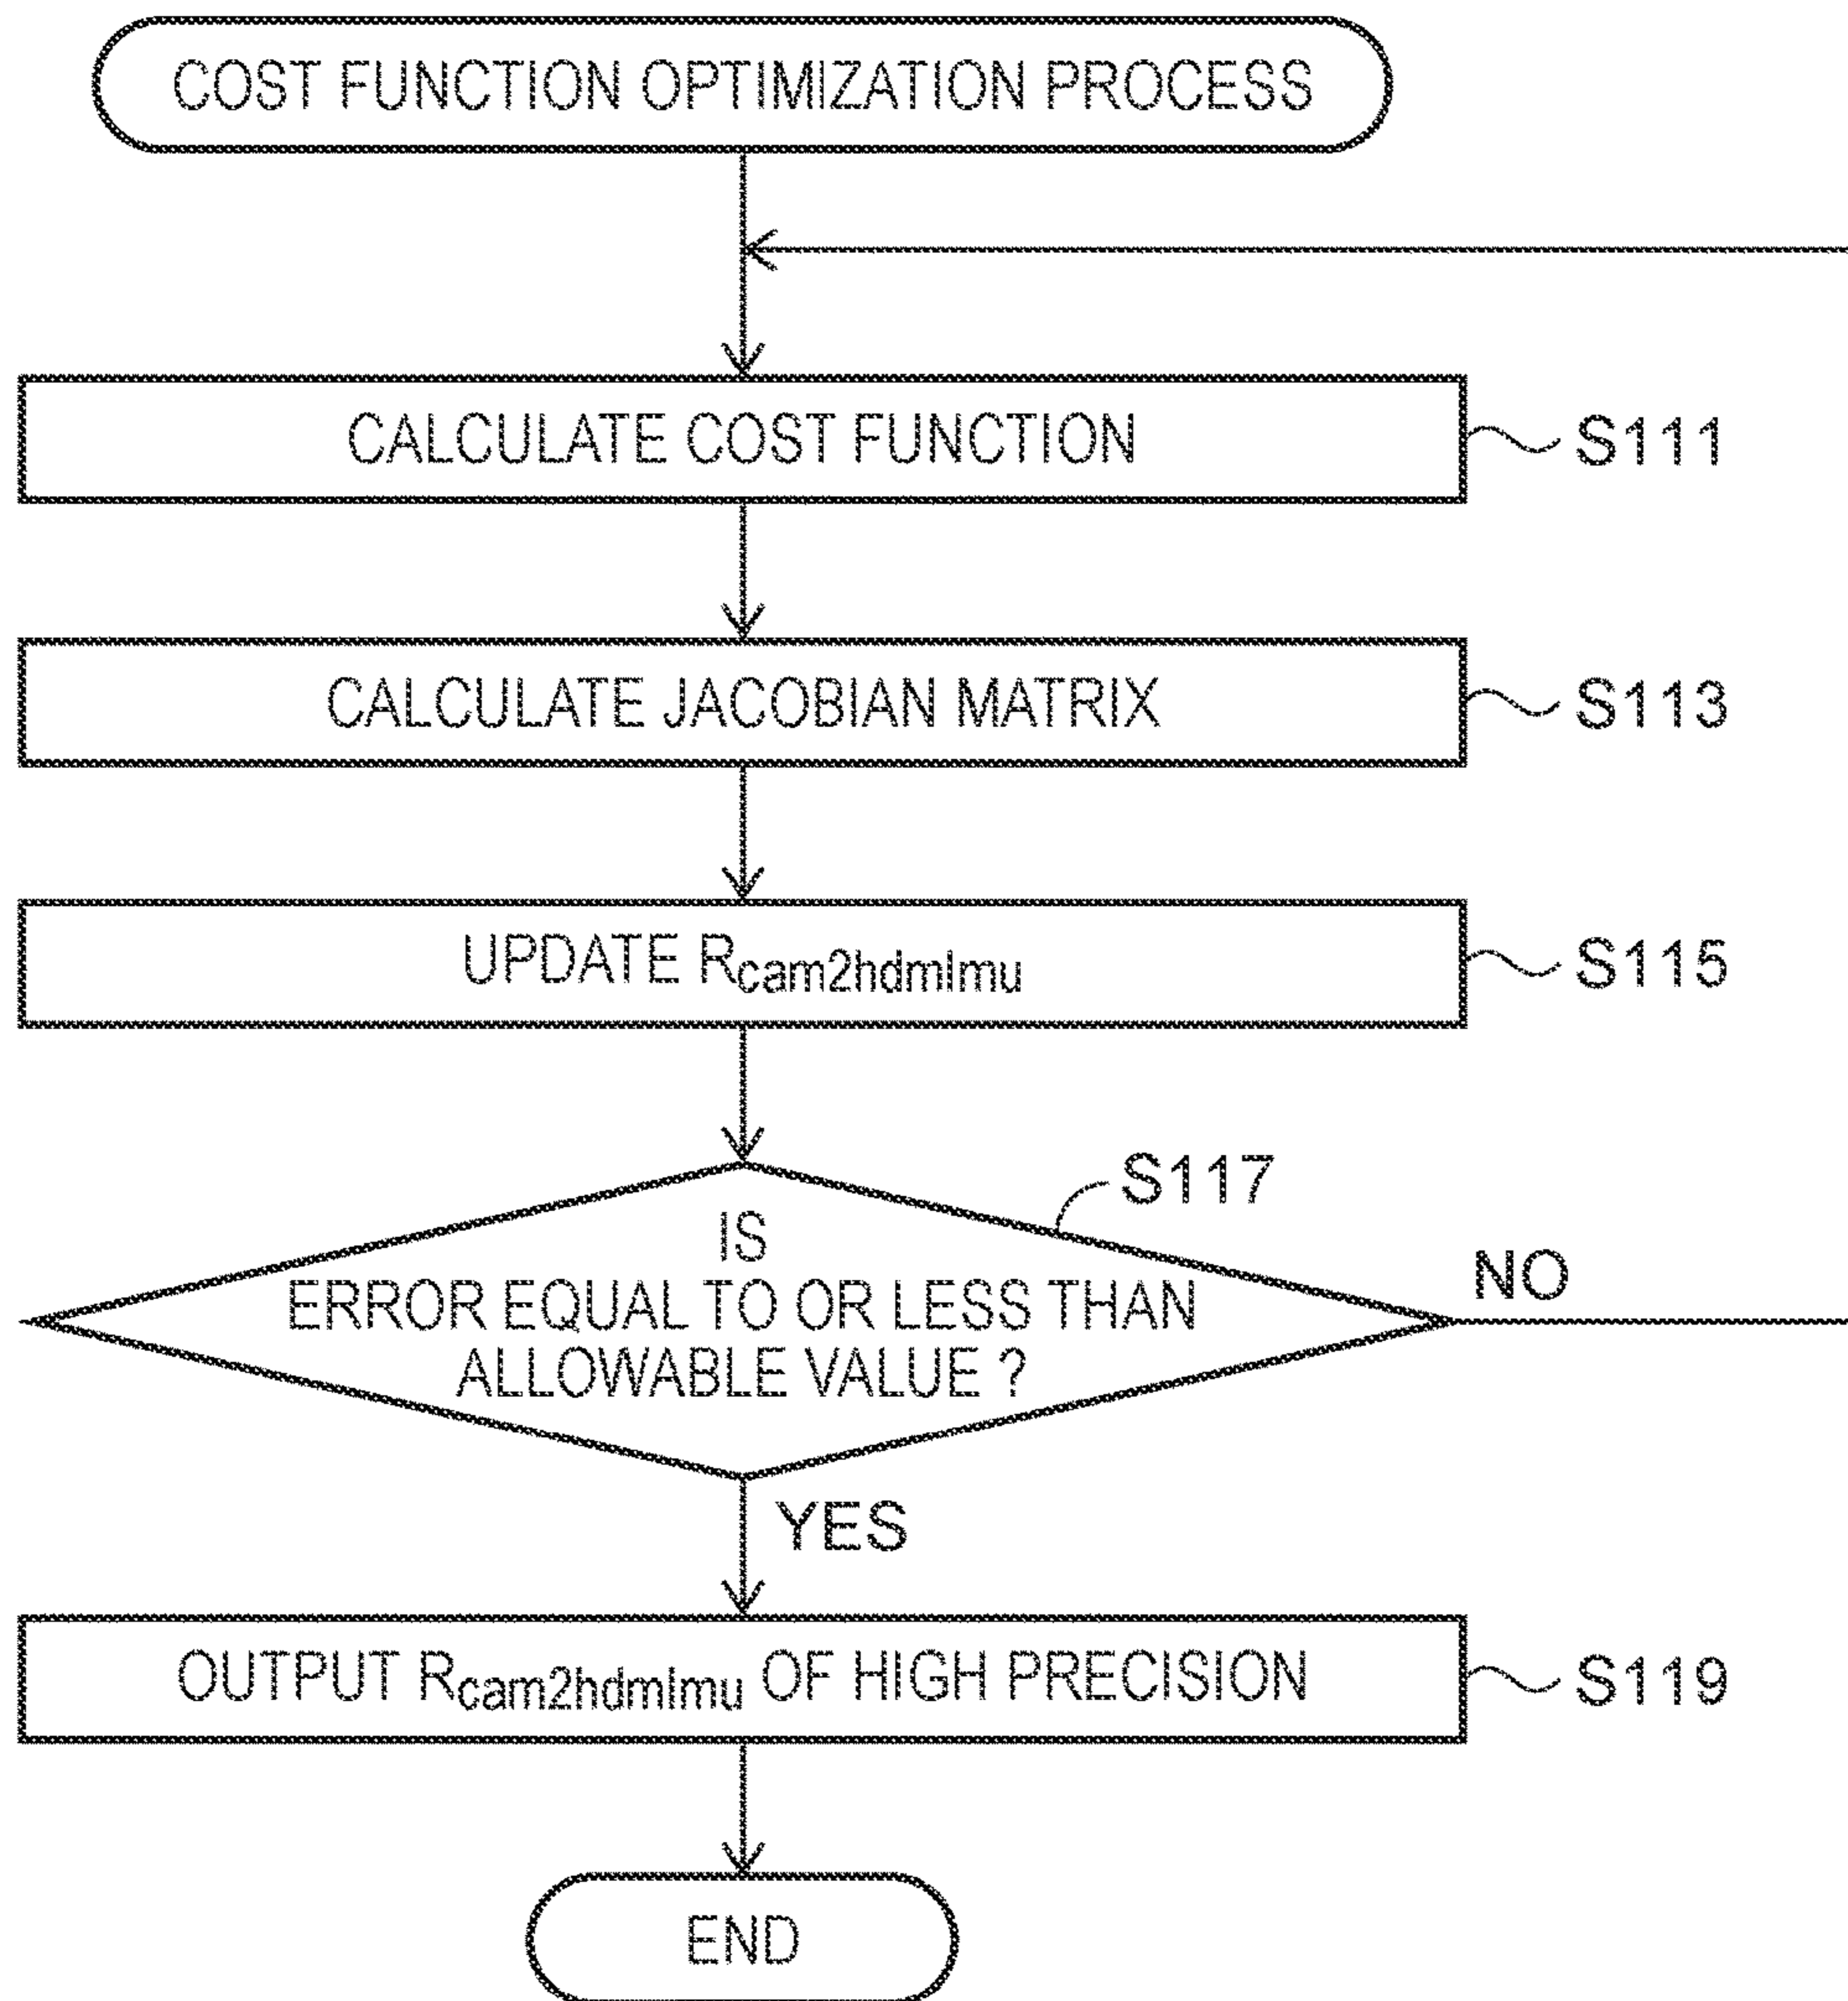 COST FUNCTION OPTIMIZATION PROCESS
CALCULATE COST FUNCTION
S111
CALCULATE JACOBIAN MATRIX
S113
UPDATE Rcam2hdmImu
S115
S117
IS
ERROR EQUAL TO OR LESS THAN
ALLOWABLE VALUE ?
NO
YES
OUTPUT Rcam2hdmImu OF HIGH PRECISION
S119
END